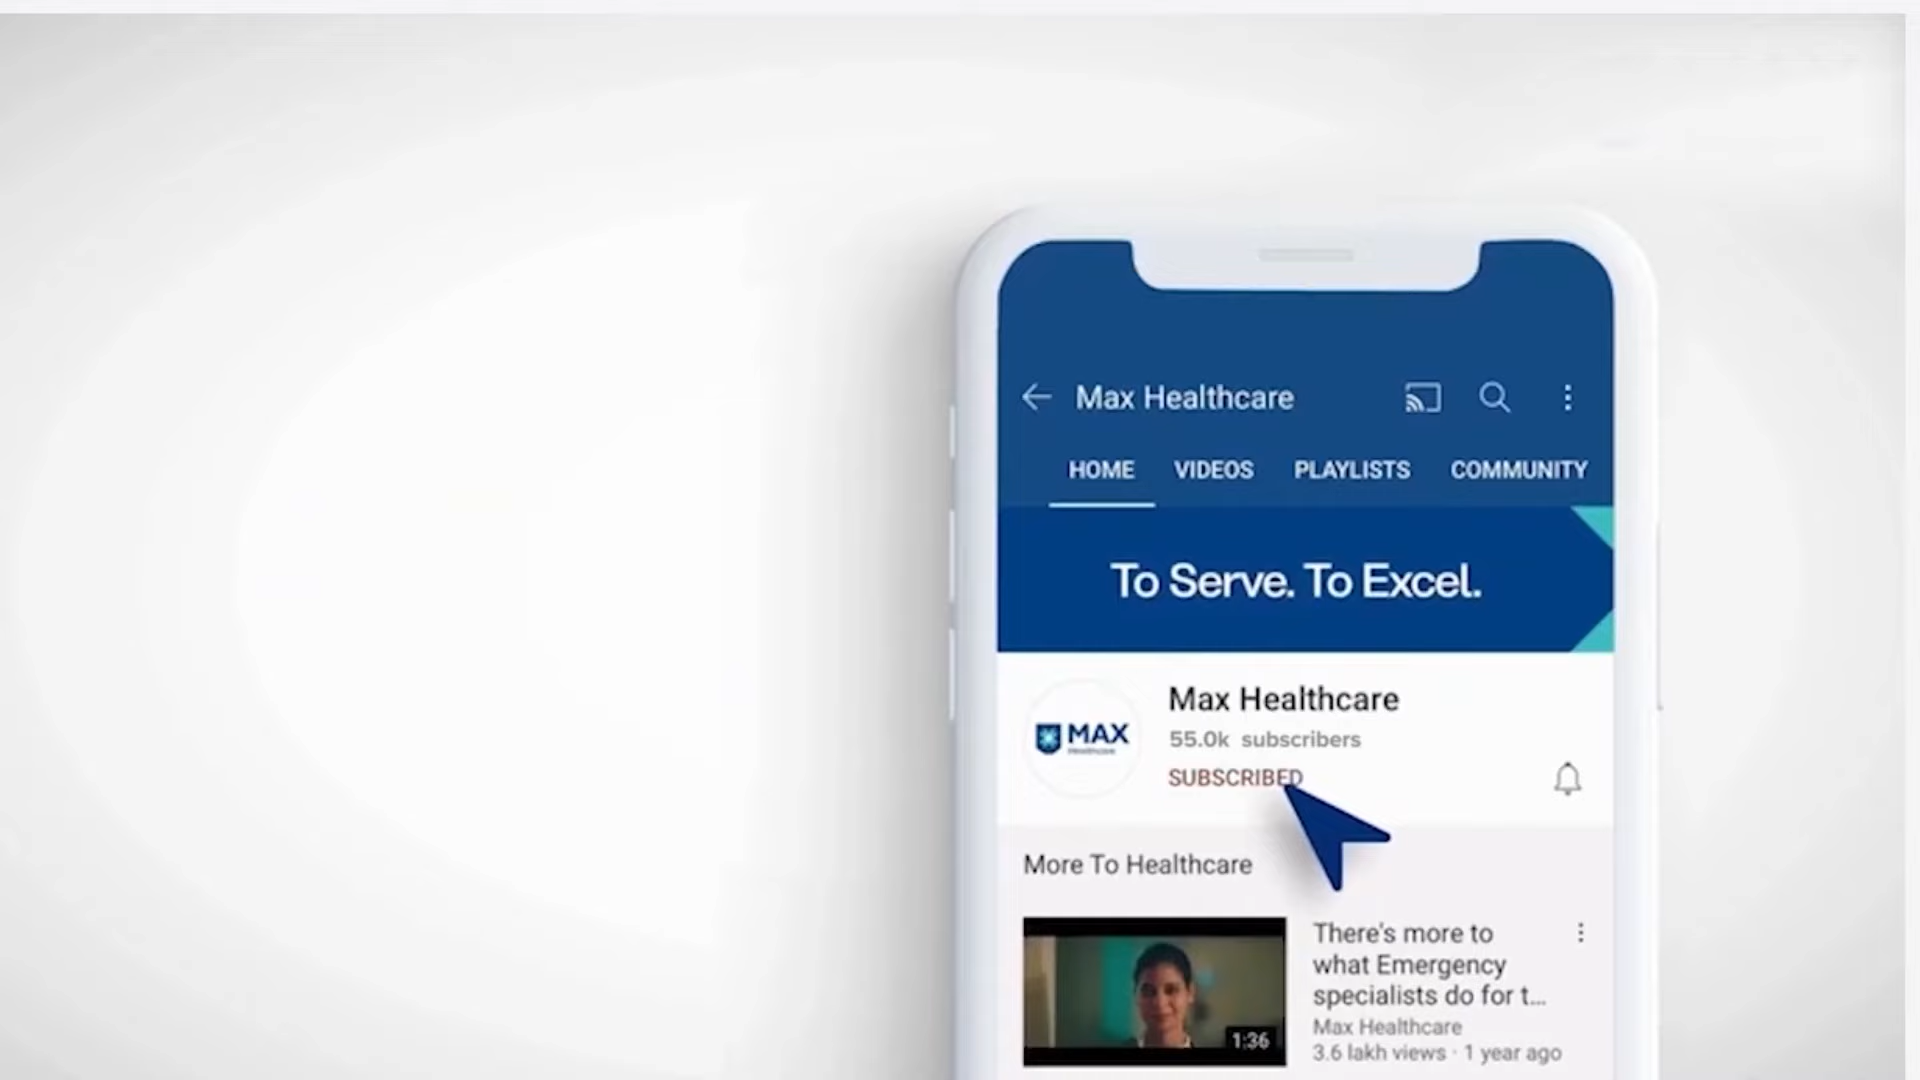 Max Healthcare
HOME VIDEOS PLAYLISTS COMMUNITY
To Serve. To Excel.
MAX
Healthcare
Max Healthcare
55.0k subscribers
SUBSCRIBED
More To Healthcare
There's more to
what Emergency
specialists do for t...
Max Healthcare
3.6 lakh views · 1 year ago
1:36